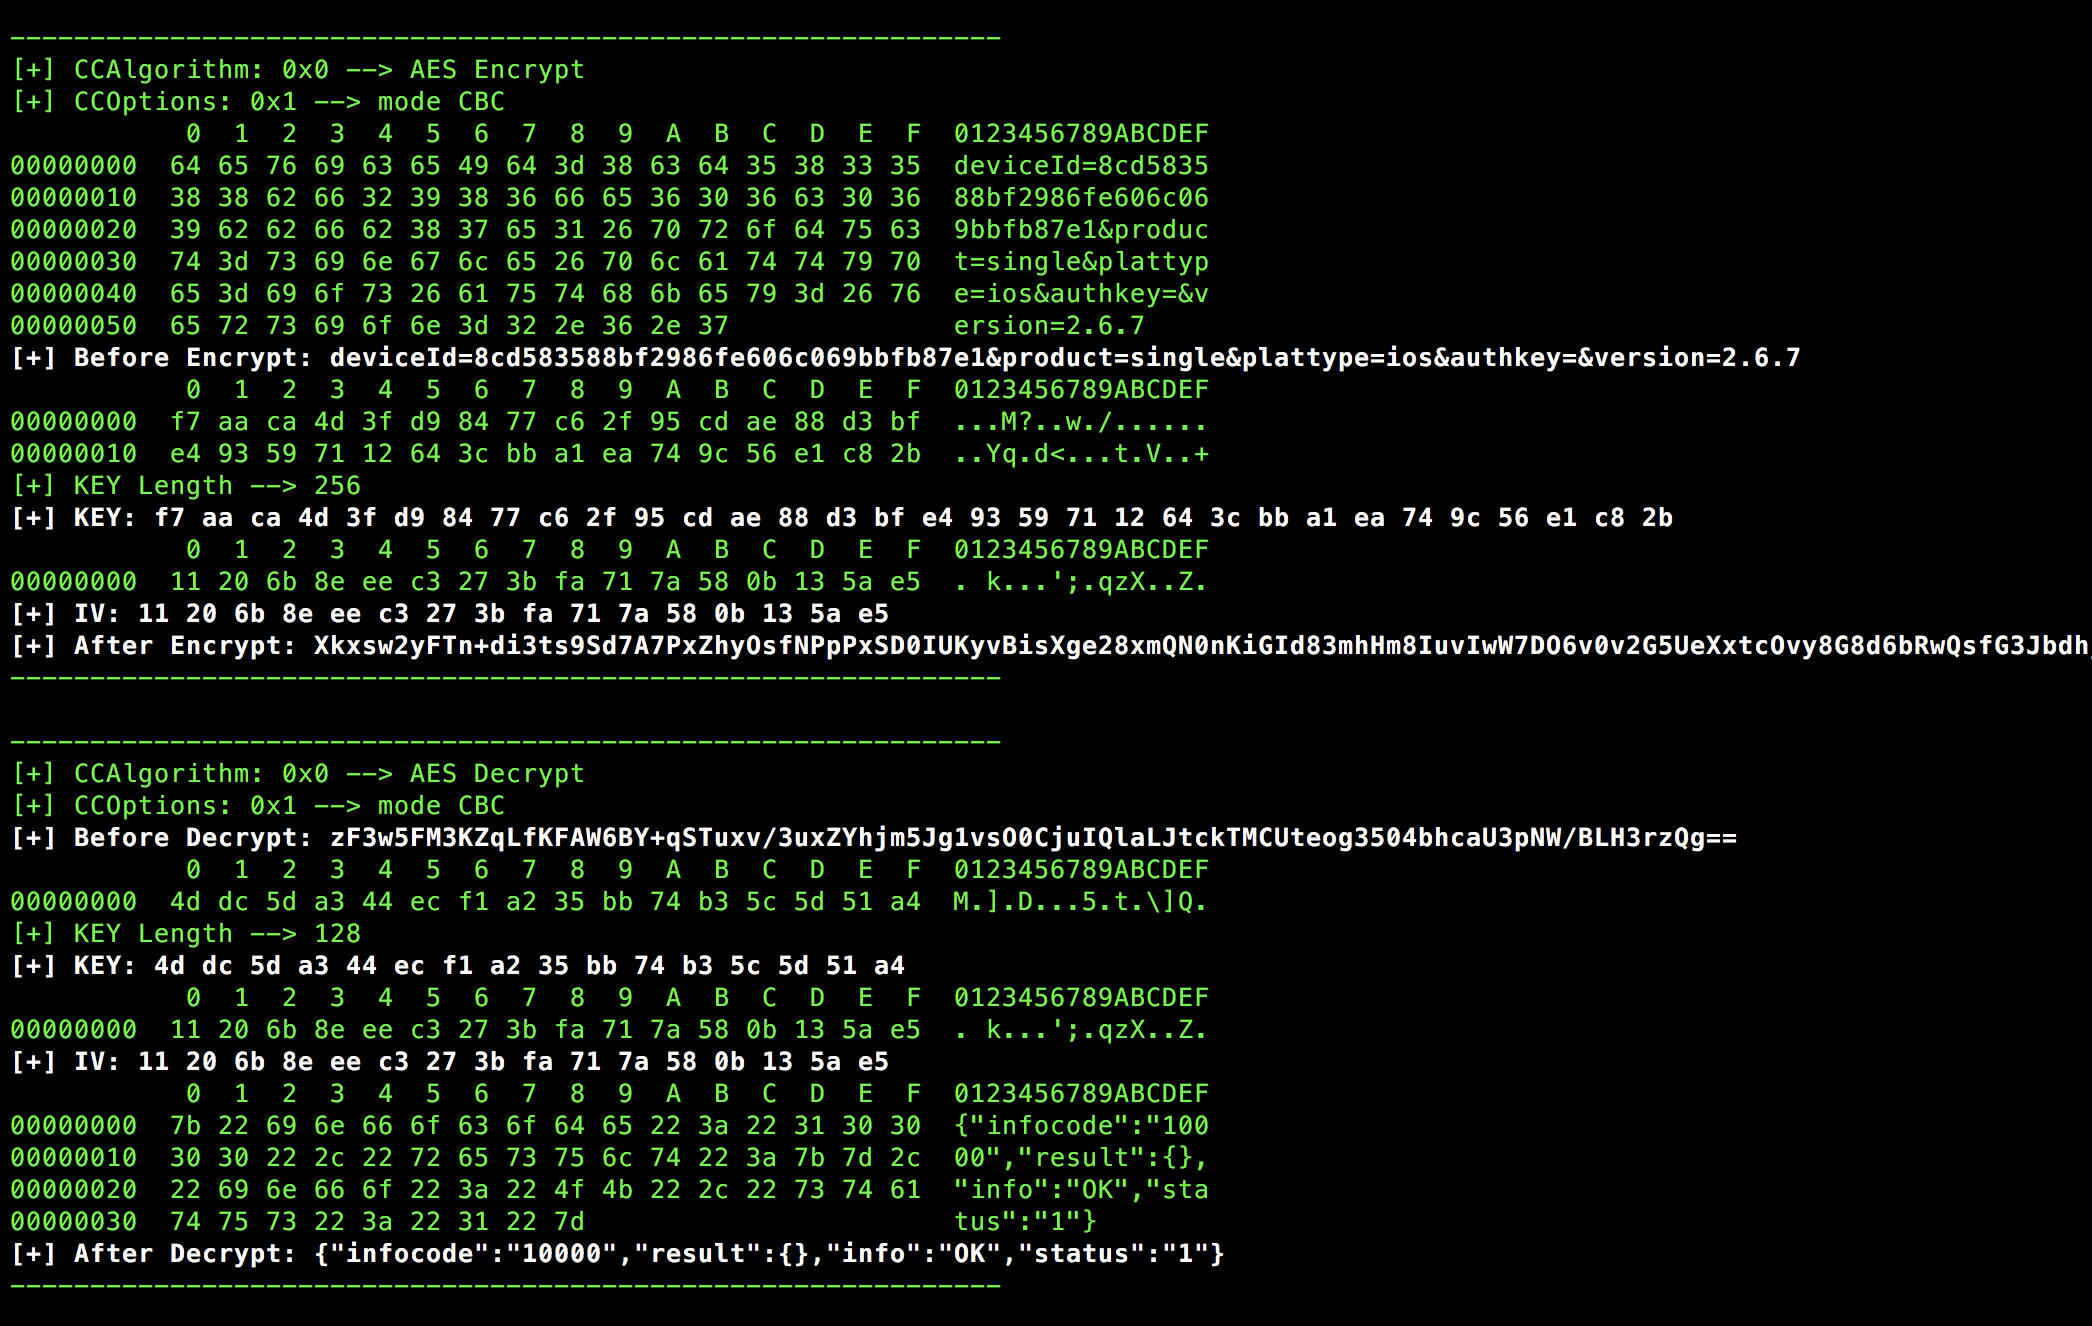 ------------------------------------------------------------
[+] CCAlgorithm: 0x0 --> AES Encrypt
[+] CCOptions: 0x1 --> mode CBC
           0  1  2  3  4  5  6  7  8  9  A  B  C  D  E  F  0123456789ABCDEF
00000000  64 65 76 69 63 65 49 64 3d 38 63 64 35 38 33 35  deviceId=8cd5835
00000010  38 38 62 66 32 39 38 36 66 65 36 30 36 63 30 36  88bf2986fe606c06
00000020  39 62 62 66 62 38 37 65 31 26 70 72 6f 64 75 63  9bbfb87e1&produc
00000030  74 3d 73 69 6e 67 6c 65 26 70 6c 61 74 74 79 70  t=single&plattyp
00000040  65 3d 69 6f 73 26 61 75 74 68 6b 65 79 3d 26 76  e=ios&authkey=&v
00000050  65 72 73 69 6f 6e 3d 32 2e 36 2e 37              ersion=2.6.7
[+] Before Encrypt: deviceId=8cd583588bf2986fe606c069bbfb87e1&product=single&plattype=ios&authkey=&version=2.6.7
           0  1  2  3  4  5  6  7  8  9  A  B  C  D  E  F  0123456789ABCDEF
00000000  f7 aa ca 4d 3f d9 84 77 c6 2f 95 cd ae 88 d3 bf  ...M?..w./......
00000010  e4 93 59 71 12 64 3c bb a1 ea 74 9c 56 e1 c8 2b  ..Yq.d<...t.V..+
[+] KEY Length --> 256
[+] KEY: f7 aa ca 4d 3f d9 84 77 c6 2f 95 cd ae 88 d3 bf e4 93 59 71 12 64 3c bb a1 ea 74 9c 56 e1 c8 2b
           0  1  2  3  4  5  6  7  8  9  A  B  C  D  E  F  0123456789ABCDEF
00000000  11 20 6b 8e ee c3 27 3b fa 71 7a 58 0b 13 5a e5  . k...';.qzX..Z.
[+] IV: 11 20 6b 8e ee c3 27 3b fa 71 7a 58 0b 13 5a e5
[+] After Encrypt: Xkxsw2yFTn+di3ts9Sd7A7PxZhyOsfNPpPxSD0IUKyvBisXge28xmQN0nKiGId83mhHm8IuvIwW7DO6v0v2G5UeXxtcOvy8G8d6bRwQsfG3Jbdh
------------------------------------------------------------
------------------------------------------------------------
[+] CCAlgorithm: 0x0 --> AES Decrypt
[+] CCOptions: 0x1 --> mode CBC
[+] Before Decrypt: zF3w5FM3KZqLfKFAW6BY+qSTuxv/3uxZYhjm5Jg1vsO0CjuIQlaLJtckTMCUteog3504bhcaU3pNW/BLH3rzQg==
           0  1  2  3  4  5  6  7  8  9  A  B  C  D  E  F  0123456789ABCDEF
00000000  4d dc 5d a3 44 ec f1 a2 35 bb 74 b3 5c 5d 51 a4  M.].D...5.t.\]Q.
[+] KEY Length --> 128
[+] KEY: 4d dc 5d a3 44 ec f1 a2 35 bb 74 b3 5c 5d 51 a4
           0  1  2  3  4  5  6  7  8  9  A  B  C  D  E  F  0123456789ABCDEF
00000000  11 20 6b 8e ee c3 27 3b fa 71 7a 58 0b 13 5a e5  . k...';.qzX..Z.
[+] IV: 11 20 6b 8e ee c3 27 3b fa 71 7a 58 0b 13 5a e5
           0  1  2  3  4  5  6  7  8  9  A  B  C  D  E  F  0123456789ABCDEF
00000000  7b 22 69 6e 66 6f 63 6f 64 65 22 3a 22 31 30 30  {"infocode":"100
00000010  30 30 22 2c 22 72 65 73 75 6c 74 22 3a 7b 7d 2c  00","result":{},
00000020  22 69 6e 66 6f 22 3a 22 4f 4b 22 2c 22 73 74 61  "info":"OK","sta
00000030  74 75 73 22 3a 22 31 22 7d                       tus":"1"}
[+] After Decrypt: {"infocode":"10000","result":{},"info":"OK","status":"1"}
------------------------------------------------------------